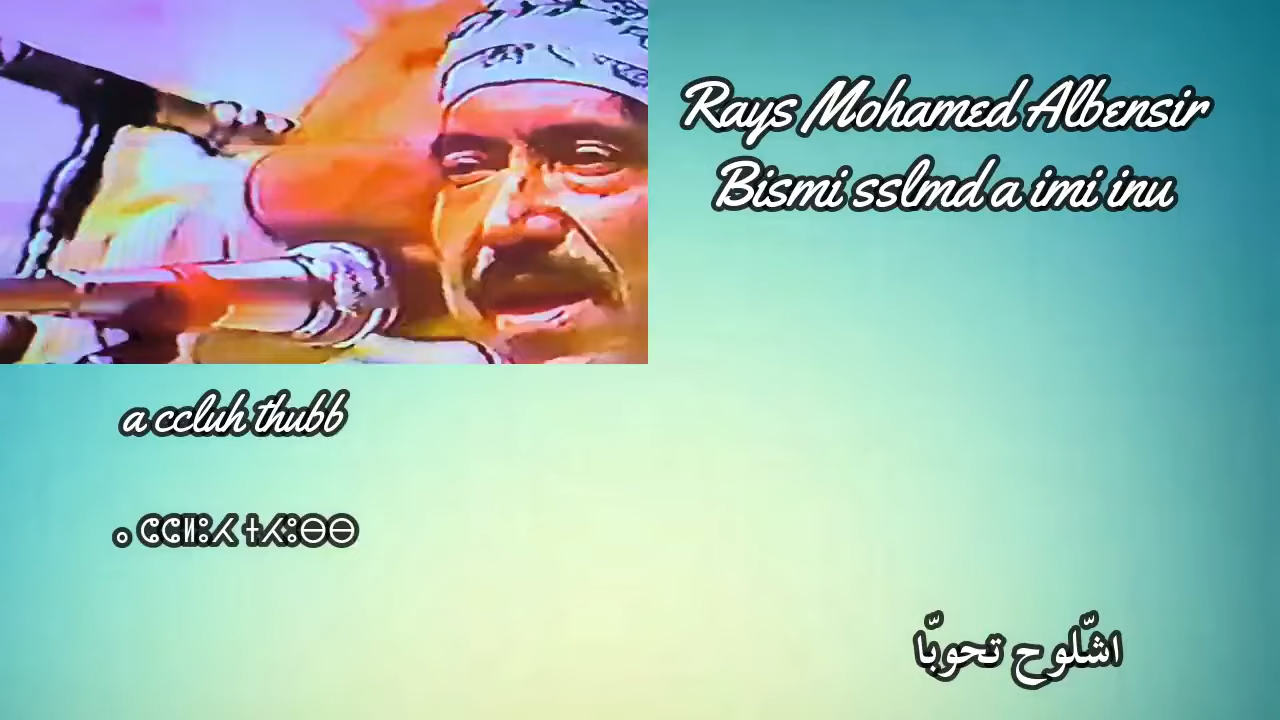 Rays Mohamed Albensir
Bismi sslmd a imi inu
a ccluh thubb
ⴰ ⵛⵛⵍⵓⵃ ⵜⵃⵓⴱⴱ
اشّلوح تحوبّا